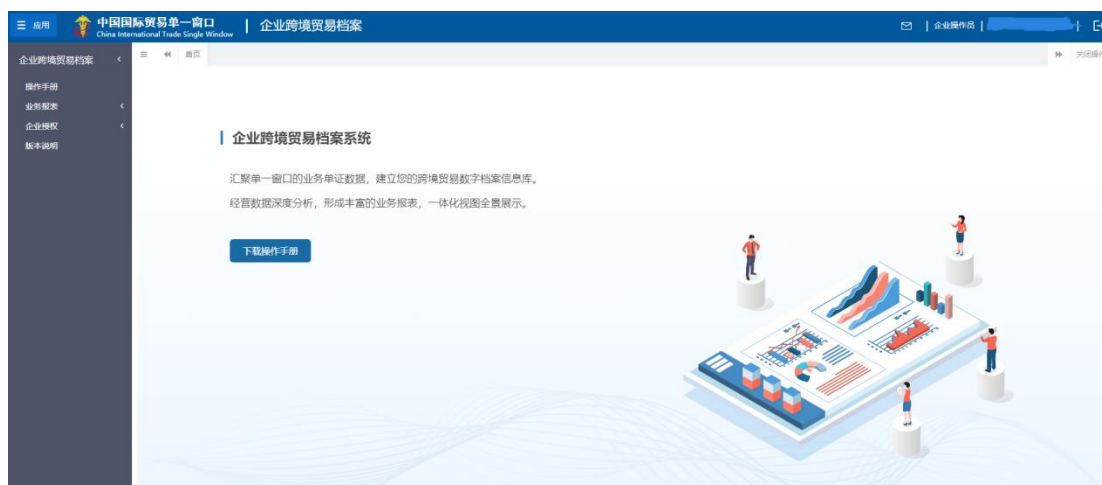 应用
中国国际贸易单一窗口
China International Trade Single Window
企业跨境贸易档案
企业操作员
企业跨境贸易档案
首页
关闭操作
操作手册
业务报表
企业授权
版本说明
企业跨境贸易档案系统
汇聚单一窗口的业务单证数据，建立您的跨境贸易数字档案信息库。
经营数据深度分析，形成丰富的业务报表，一体化视图全景展示。
下载操作手册